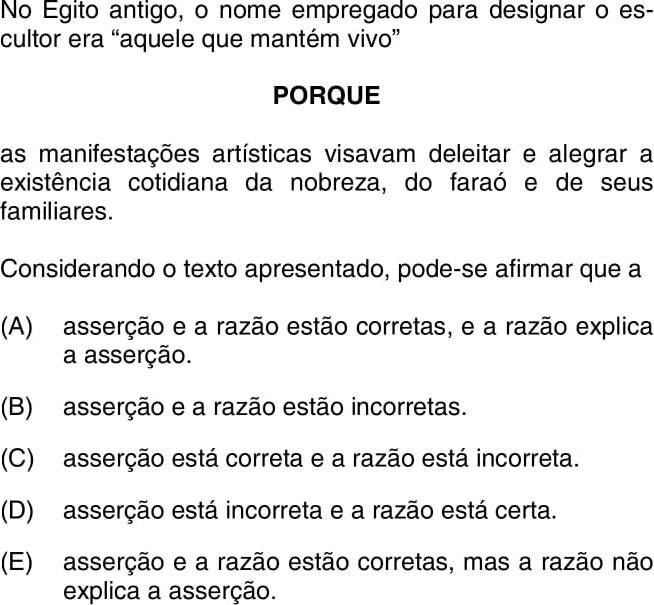 No Egito antigo, o nome empregado para designar o es-
cultor era “aquele que mantém vivo”
PORQUE
as manifestações artísticas visavam deleitar e alegrar a
existência cotidiana da nobreza, do faraó e de seus
familiares.
Considerando o texto apresentado, pode-se afirmar que a
(A) asserção e a razão estão corretas, e a razão explica
a asserção.
(B) asserção e a razão estão incorretas.
(C) asserção está correta e a razão está incorreta.
(D) asserção está incorreta e a razão está certa.
(E) asserção e a razão estão corretas, mas a razão não
explica a asserção.